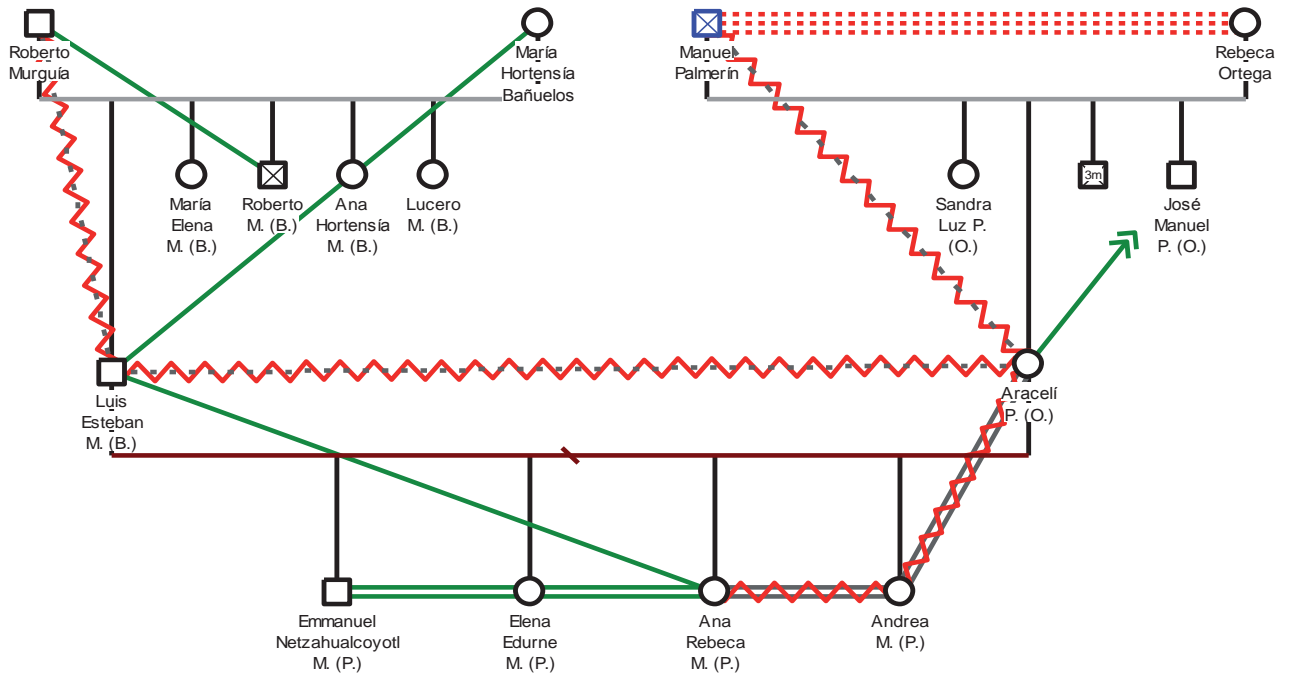 Roberto
Murguía
María
Hortensía
Bañuelos
Manuel
Palmerín
Rebeca
Ortega
María
Elena
M. (B.)
Roberto
M. (B.)
Ana
Hortensía
M. (B.)
Lucero
M. (B.)
Sandra
Luz P.
(O.)
3m
José
Manuel
P. (O.)
Luis
Esteban
M. (B.)
Aracelí
P. (O.)
Emmanuel
Netzahualcoyotl
M. (P.)
Elena
Edurne
M. (P.)
Ana
Rebeca
M. (P.)
Andrea
M. (P.)